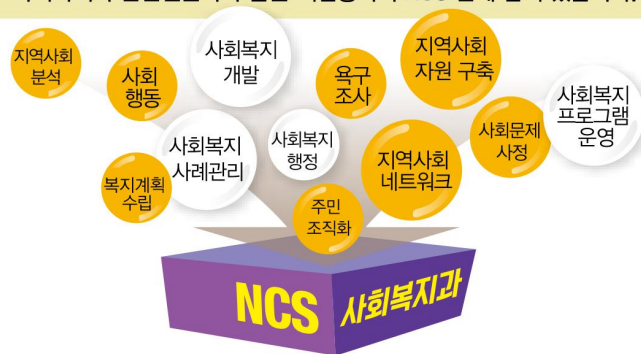 지역사회
분석
사회
행동
사회복지
개발
욕구
조사
지역사회
자원 구축
사회복지
프로그램
운영
사회문제
사정
사회복지
행정
사회복지
사례관리
지역사회
네트워크
복지계획
수립
주민
조직화
NCS 사회복지과